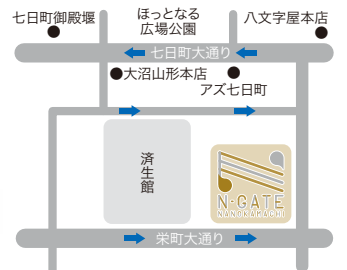 七日町御殿堰
ほっとなる
広場公園
八文字屋本店
七日町大通り
大沼山形本店
アズ七日町
済生館
N-GATE
NANOKAMACHI
栄町大通り